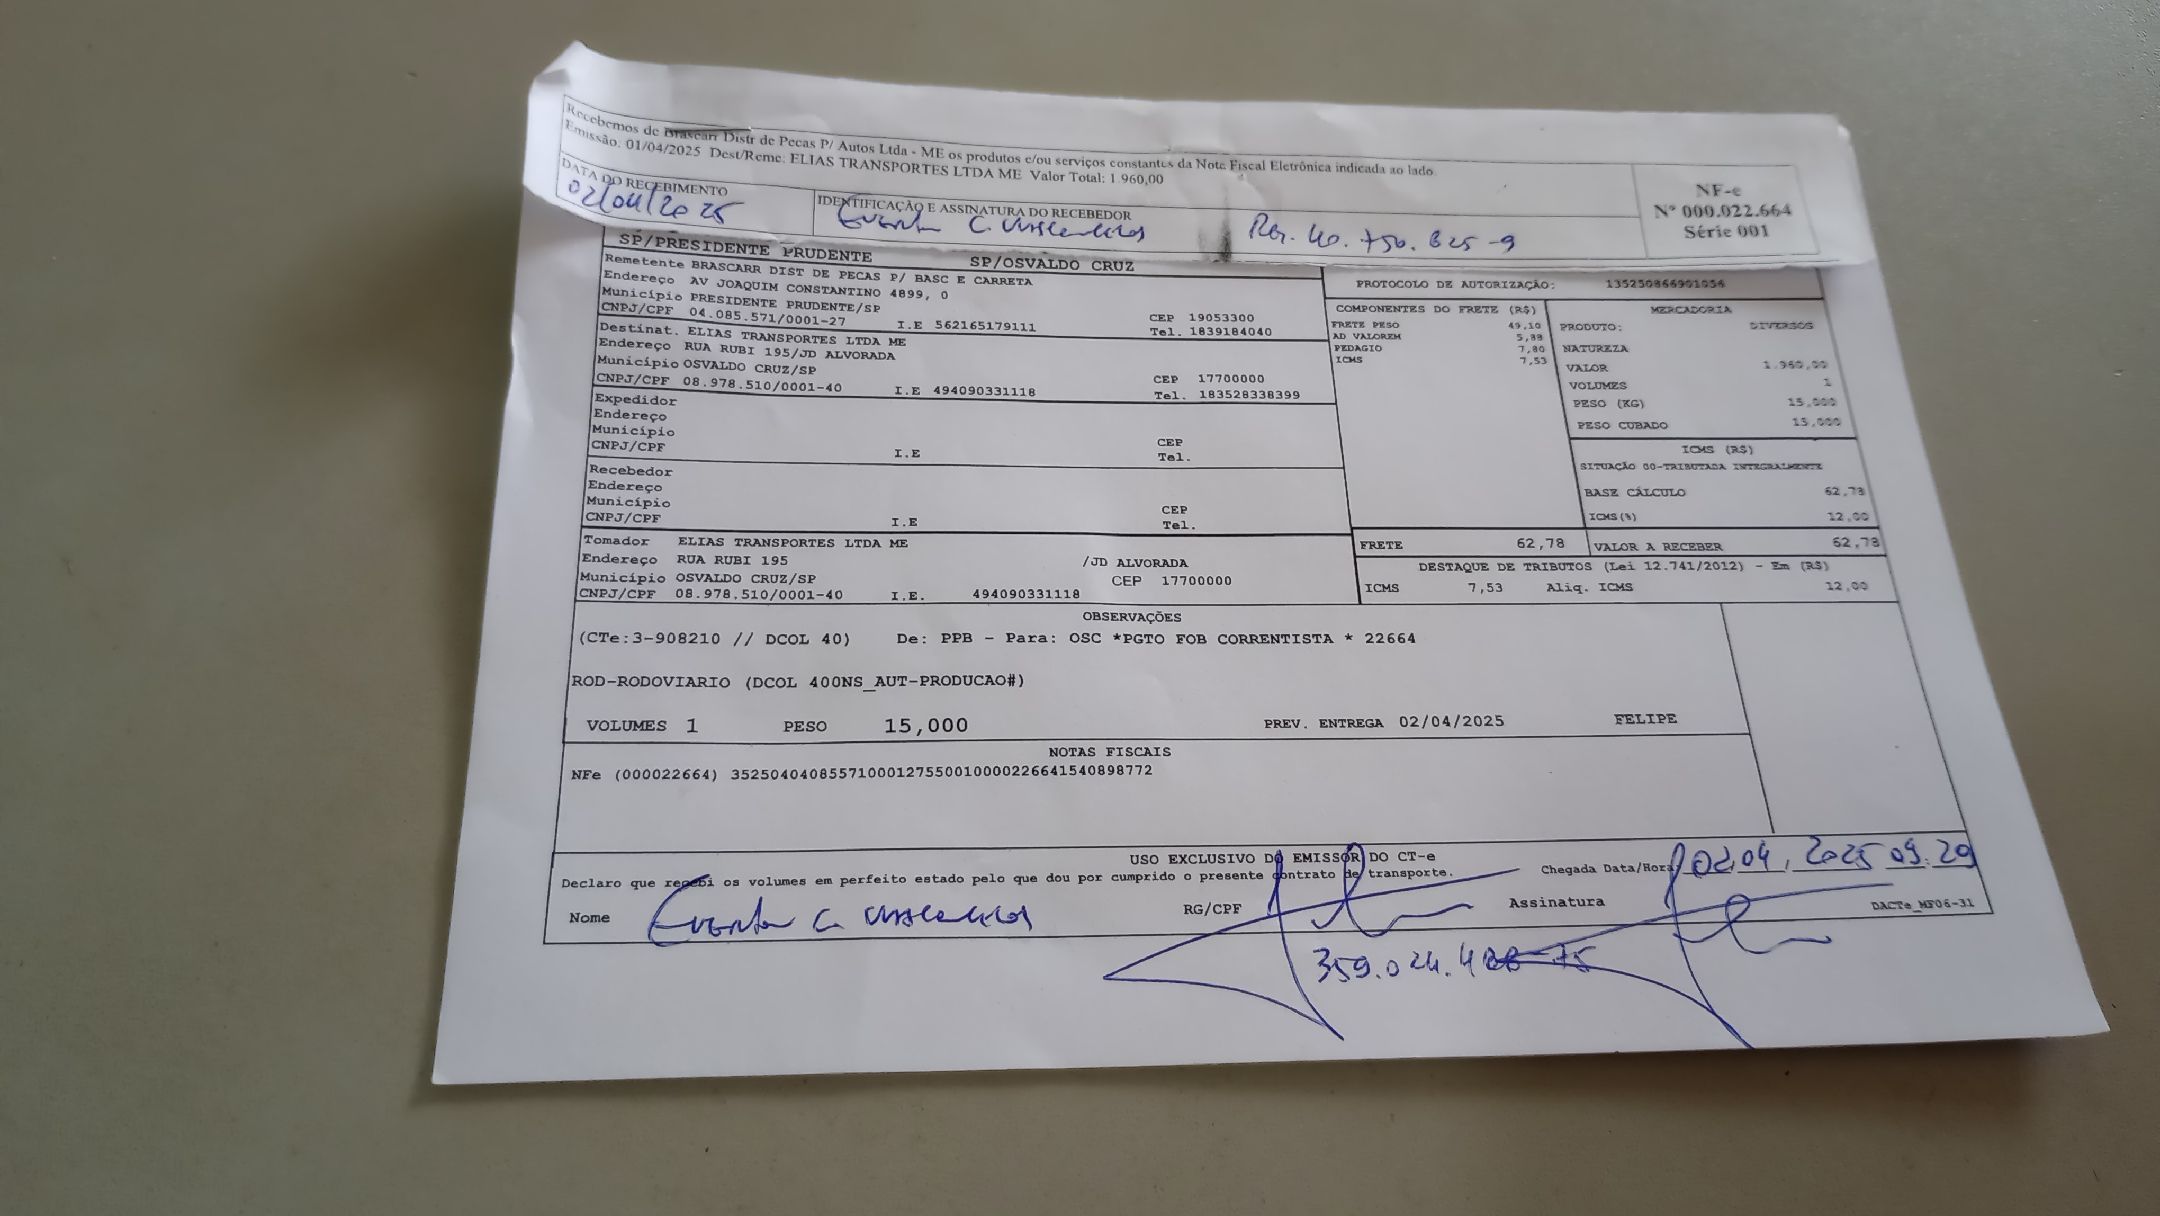 Recebemos de Brascarr Distr de Pecas P/ Autos Ltda - ME os produtos e/ou serviços constantes da Nota Fiscal Eletrônica indicada ao lado
Emissão: 01/04/2025 Dest/Reme: ELIAS TRANSPORTES LTDA ME Valor Total: 1 960,00
DATA DO RECEBIMENTO
02/04/2025
IDENTIFICAÇÃO E ASSINATURA DO RECEBEDOR
NF-e
Nº 000.022.664
Série 001
SP/PRESIDENTE PRUDENTE SP/OSVALDO CRUZ
Remetente BRASCARR DIST DE PECAS P/ BASC E CARRETA
Endereço AV JOAQUIM CONSTANTINO 4899, 0
Município PRESIDENTE PRUDENTE/SP CEP 19053300
CNPJ/CPF 04.085.571/0001-27 I.E 562165179111 Tel. 1839184040
Destinat. ELIAS TRANSPORTES LTDA ME
Endereço RUA RUBI 195/JD ALVORADA
Município OSVALDO CRUZ/SP CEP 17700000
CNPJ/CPF 08.978.510/0001-40 I.E 494090331118 Tel. 183528338399
Expedidor
Endereço
Município CEP
CNPJ/CPF I.E Tel.
Recebedor
Endereço
Município CEP
CNPJ/CPF I.E Tel.
Tomador ELIAS TRANSPORTES LTDA ME
Endereço RUA RUBI 195 /JD ALVORADA
Município OSVALDO CRUZ/SP CEP 17700000
CNPJ/CPF 08.978.510/0001-40 I.E. 494090331118
PROTOCOLO DE AUTORIZAÇÃO:
COMPONENTES DO FRETE (R$)
FRETE PESO 49,10
AD VALOREM 5,88
PEDAGIO 7,80
ICMS 7,53
MERCADORIA
PRODUTO: DIVERSOS
NATUREZA
VALOR 1.960,00
VOLUMES 1
PESO (KG) 15,000
PESO CUBADO 15,000
ICMS (R$)
SITUAÇÃO 00-TRIBUTADA INTEGRALMENTE
BASE CÁLCULO 62,78
ICMS(%) 12,00
FRETE 62,78 VALOR A RECEBER 62,78
DESTAQUE DE TRIBUTOS (Lei 12.741/2012) - Em (R$)
ICMS 7,53 Aliq. ICMS 12,00
OBSERVAÇÕES
(CTe:3-908210 // DCOL 40) De: PPB - Para: OSC *PGTO FOB CORRENTISTA * 22664
ROD-RODOVIARIO (DCOL 400NS_AUT-PRODUCAO#)
VOLUMES 1 PESO 15,000 PREV. ENTREGA 02/04/2025 FELIPE
NOTAS FISCAIS
NFe (000022664) 35250404085571000127550010000226641540898772
USO EXCLUSIVO DO EMISSOR DO CT-e
Declaro que recebi os volumes em perfeito estado pelo que dou por cumprido o presente contrato de transporte.
Chegada Data/Hora 02.04, 2025 09.20
Nome RG/CPF Assinatura
DACTe_MF06-31
359.024.4